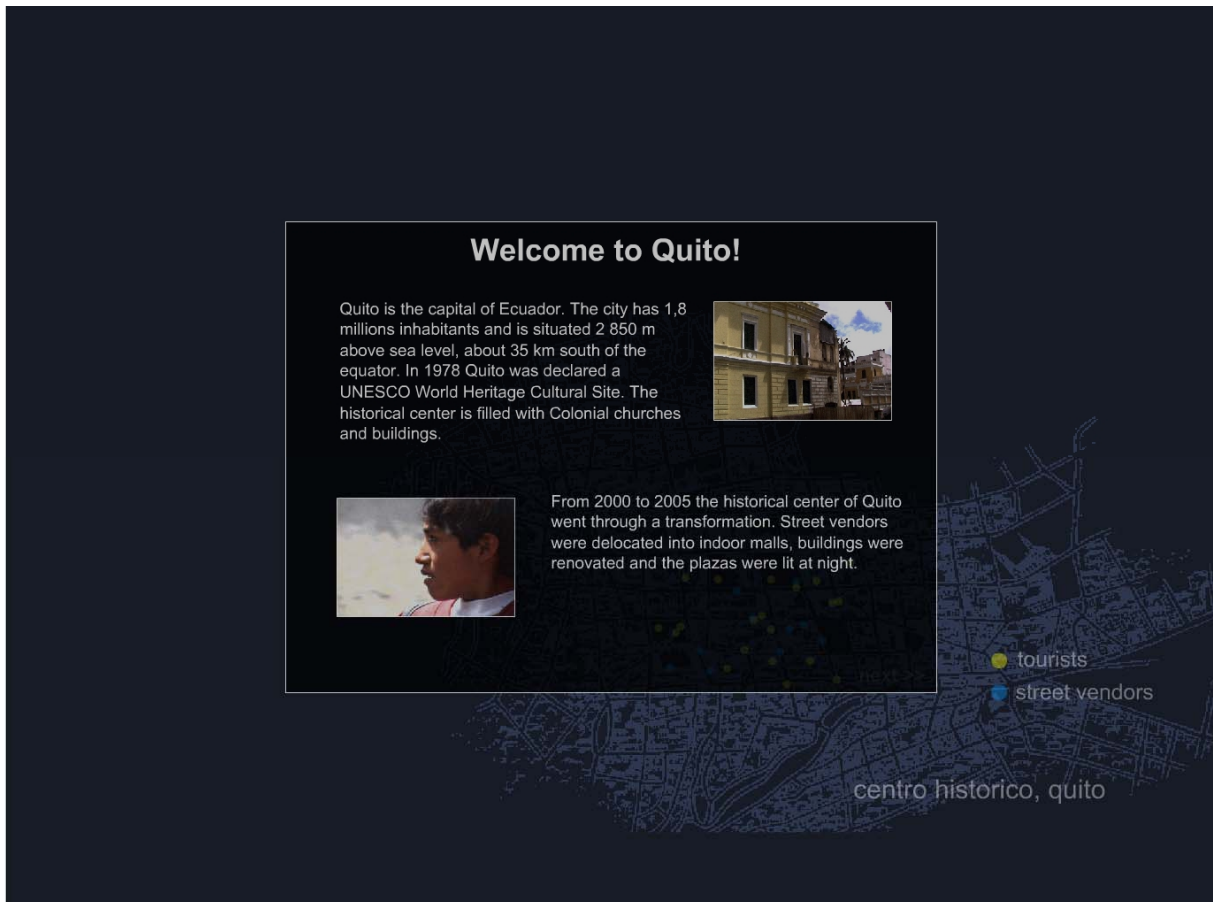 Welcome to Quito!
Quito is the capital of Ecuador. The city has 1,8
millions inhabitants and is situated 2 850 m
above sea level, about 35 km south of the
equator. In 1978 Quito was declared a
UNESCO World Heritage Cultural Site. The
historical center is filled with Colonial churches
and buildings.
From 2000 to 2005 the historical center of Quito
went through a transformation. Street vendors
were delocated into indoor malls, buildings were
renovated and the plazas were lit at night.
next >>
tourists
street vendors
centro historico, quito